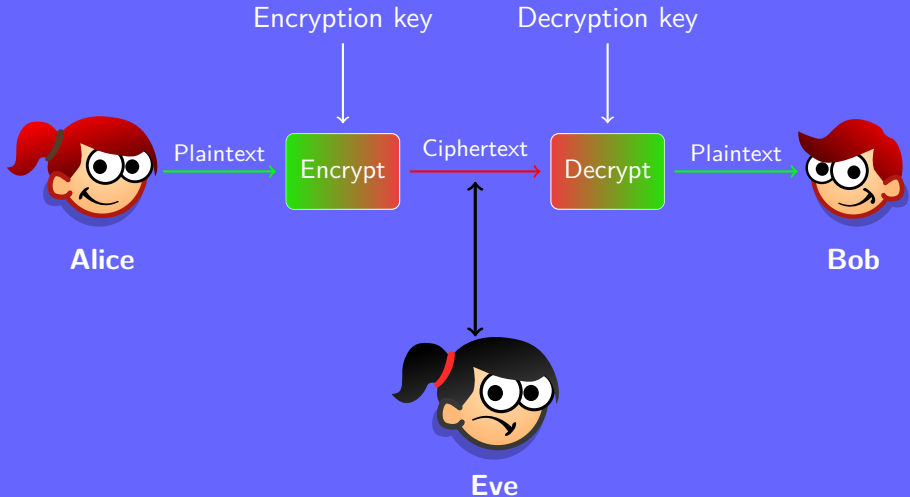 Encryption key
Decryption key
Plaintext
Encrypt
Ciphertext
Decrypt
Plaintext
Alice
Bob
Eve